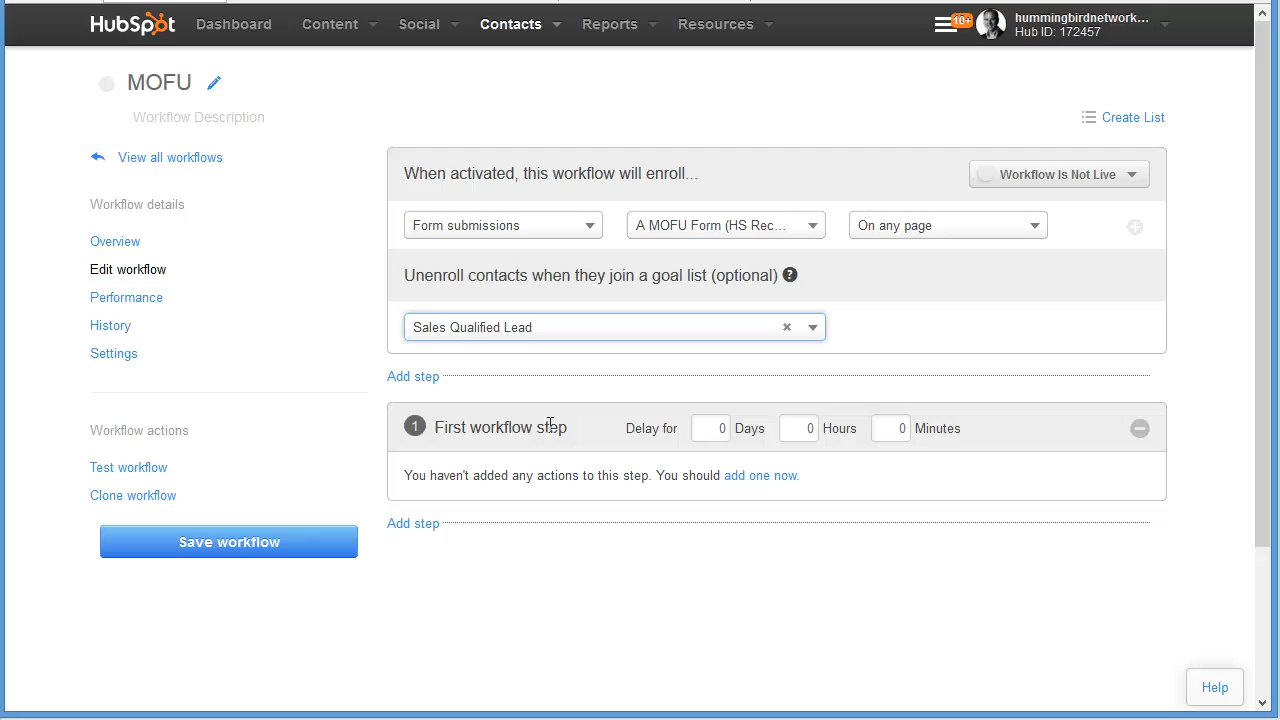 HubSpot Dashboard Content Social Contacts Reports Resources 10+ hummingbirdnetwork...
Hub ID: 172457
MOFU
Workflow Description
Create List
View all workflows
When activated, this workflow will enroll...
Workflow Is Not Live
Workflow details
Form submissions A MOFU Form (HS Rec... On any page
Overview
Edit workflow
Unenroll contacts when they join a goal list (optional) ?
Performance
History
Sales Qualified Lead ×
Settings
Add step
1 First workflow step Delay for 0 Days 0 Hours 0 Minutes
Workflow actions
Test workflow
You haven't added any actions to this step. You should add one now.
Clone workflow
Add step
Save workflow
Help